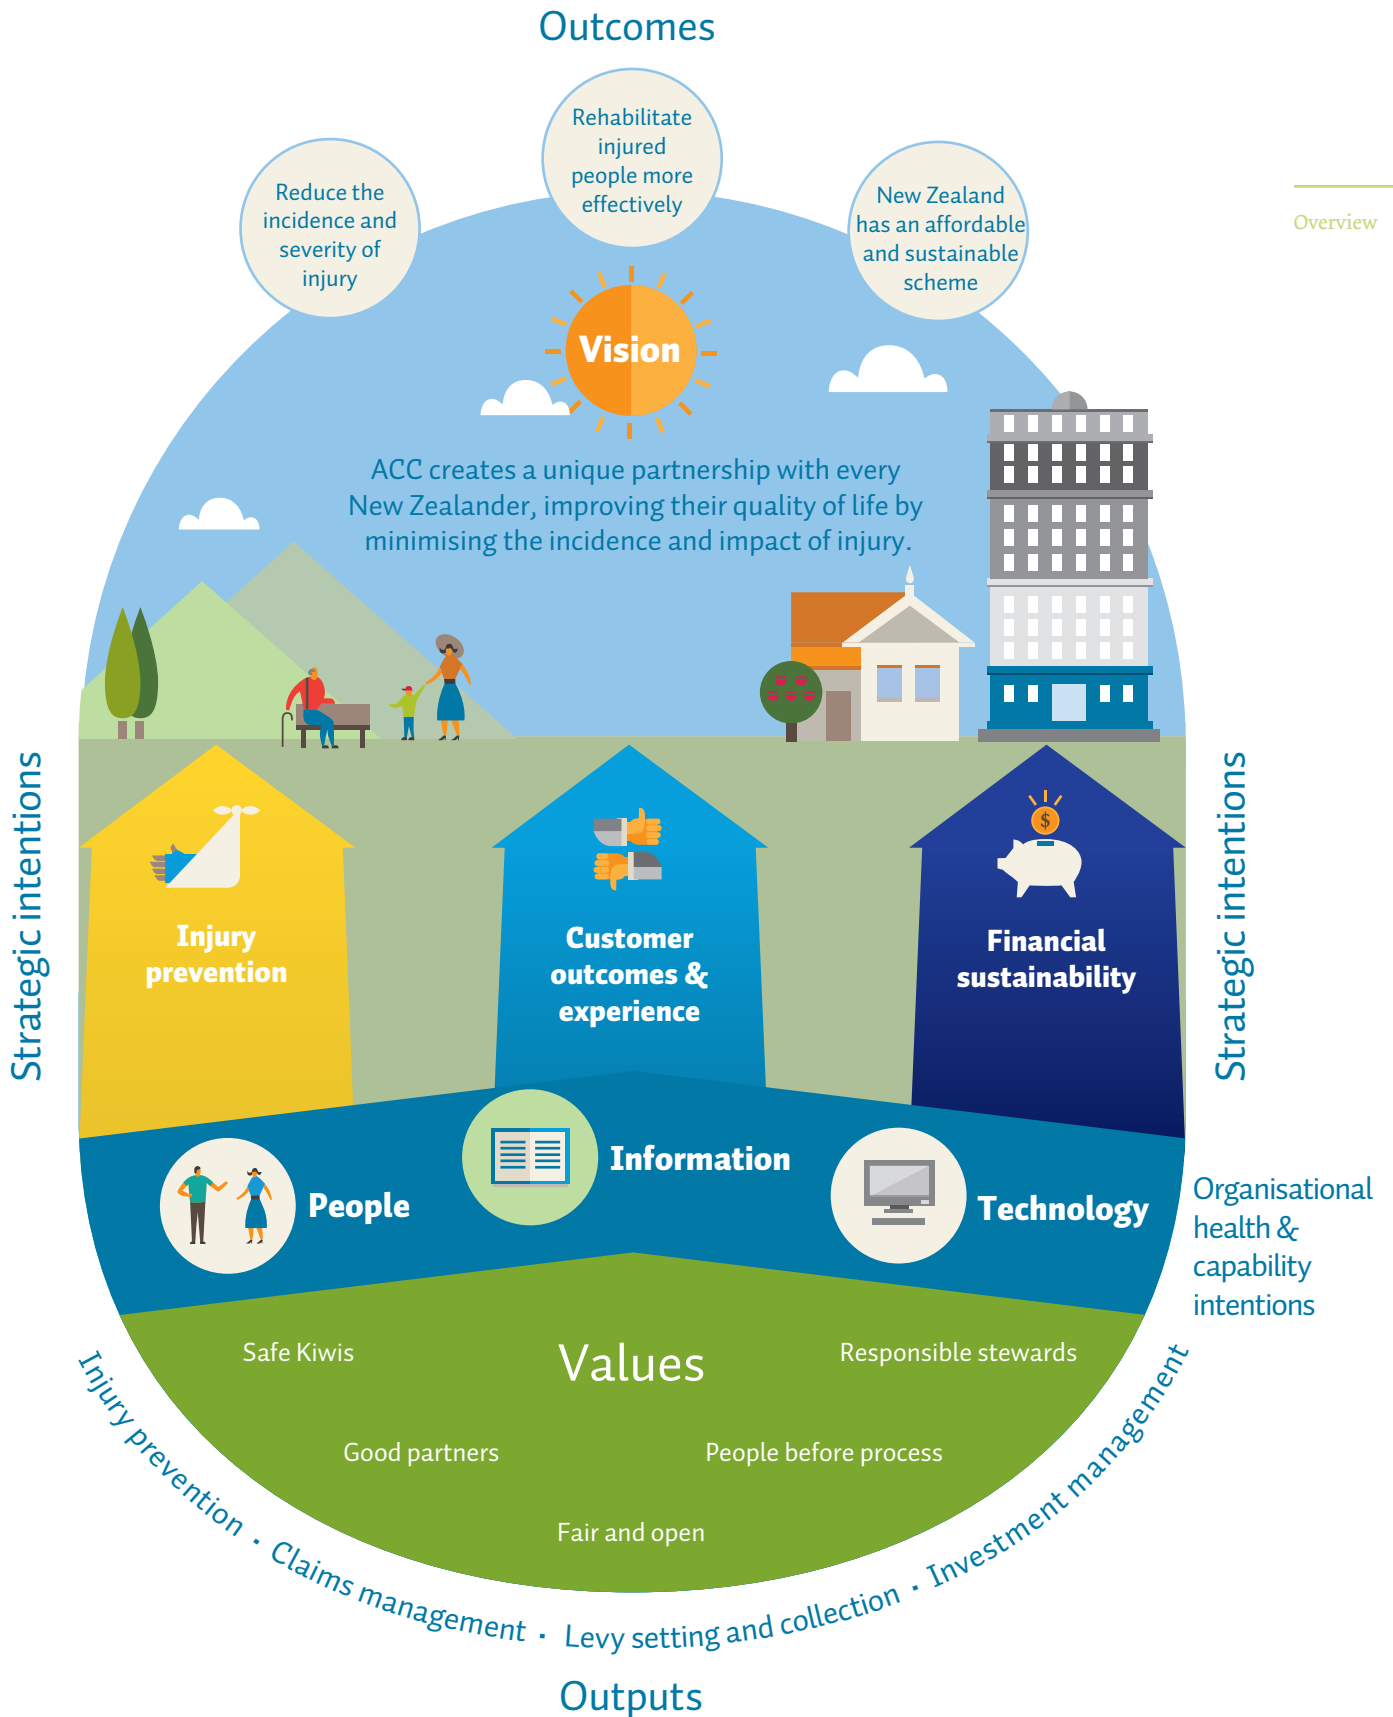 Outcomes
Rehabilitate
injured
people more
effectively
Reduce the
incidence and
severity of
injury
New Zealand
has an affordable
and sustainable
scheme
Overview
Vision
ACC creates a unique partnership with every
New Zealander, improving their quality of life by
minimising the incidence and impact of injury.
Strategic intentions
Strategic intentions
$
Injury
prevention
Customer
outcomes &
experience
Financial
sustainability
People
Information
Technology
Organisational
health &
capability
intentions
Values
Safe Kiwis
Responsible stewards
Good partners
People before process
Fair and open
Injury prevention · Claims management · Levy setting and collection · Investment management
Outputs